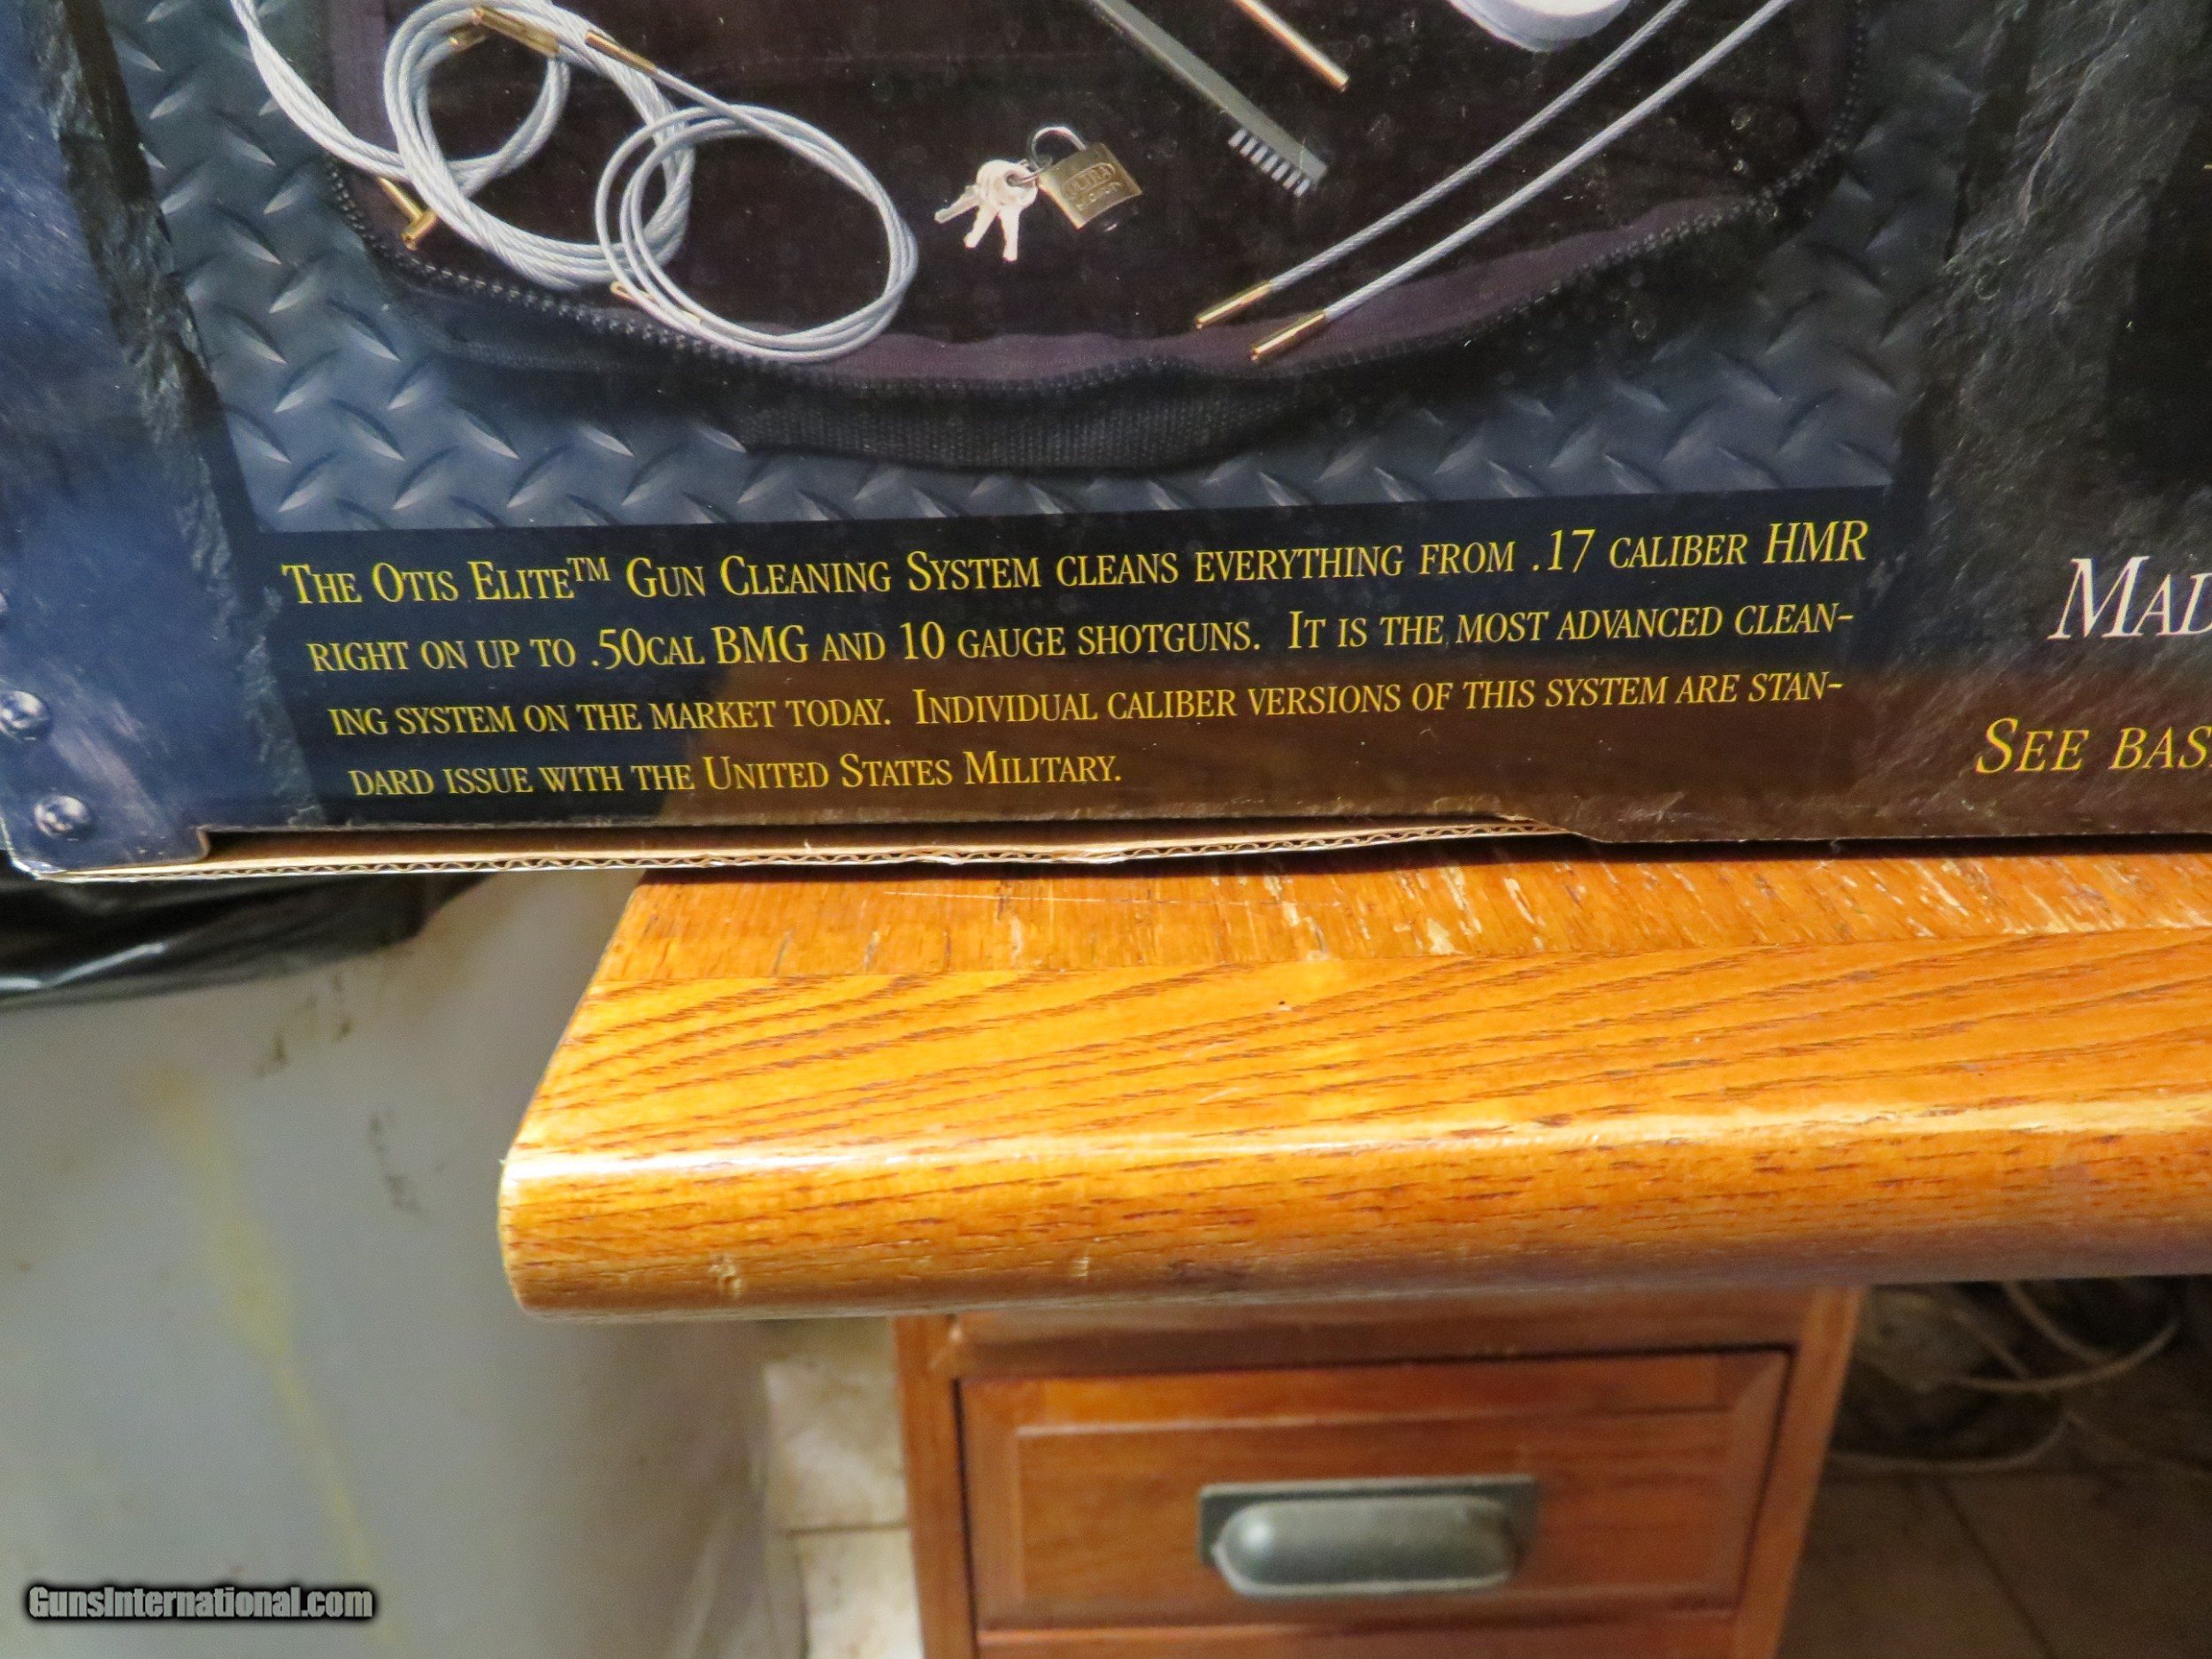 The Otis Elite™ Gun Cleaning System cleans everything from .17 caliber HMR
right on up to .50cal BMG and 10 gauge shotguns. It is the most advanced clean-
ing system on the market today. Individual caliber versions of this system are stan-
dard issue with the United States Military.
See
GunsInternational.com